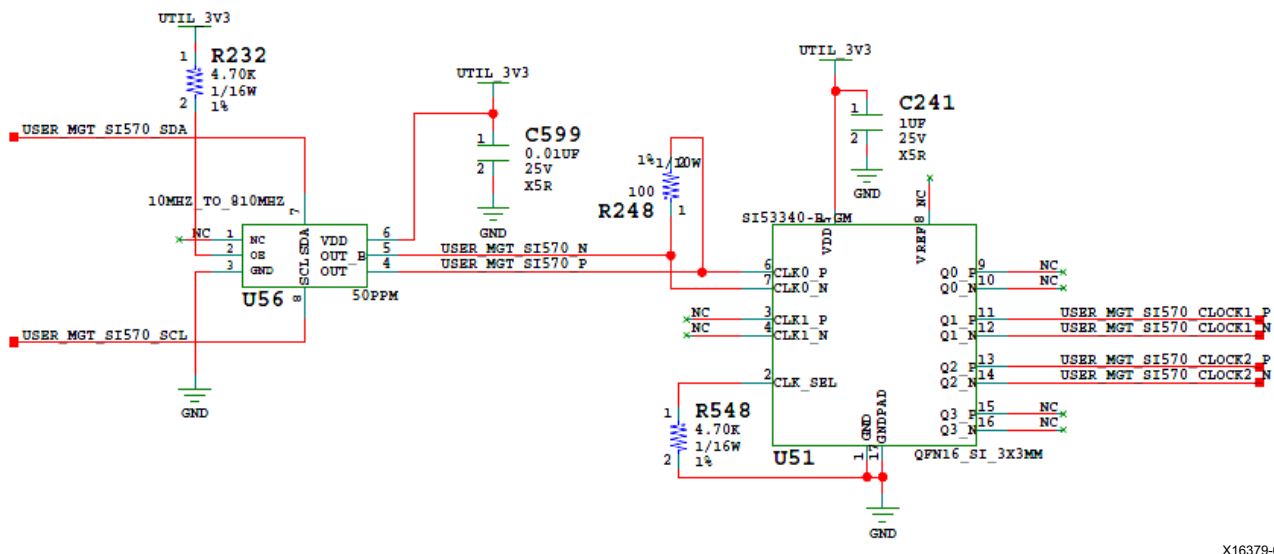 UTIL_3V3
1
R232
4.70K
1/16W
1%
2
USER_MGT_SI570_SDA
UTIL_3V3
1
C599
0.01UF
25V
X5R
2
GND
10MHZ_TO_810MHZ
7
NC
1
NC
2
OE
3
GND
SDA
SCL
VDD
6
OUT_B
5
OUT
4
8
U56
50PPM
USER_MGT_SI570_N
USER_MGT_SI570_P
USER_MGT_SI570_SCL
GND
1%
2
100
R248
1
UTIL_3V3
1
C241
1UF
25V
X5R
2
GND
NC
8
VDD
VREF
6
CLK0_P
7
CLK0_N
NC
3
CLK1_P
NC
4
CLK1_N
2
CLK_SEL
1
R548
4.70K
1/16W
1%
2
U51
GND
1
GNDPAD
17
GND
QFN16_SI_3X3MM
Q0_P
9
NC
Q0_N
10
NC
Q1_P
11
USER_MGT_SI570_CLOCK1_P
Q1_N
12
USER_MGT_SI570_CLOCK1_N
Q2_P
13
USER_MGT_SI570_CLOCK2_P
Q2_N
14
USER_MGT_SI570_CLOCK2_N
Q3_P
15
NC
Q3_N
16
NC